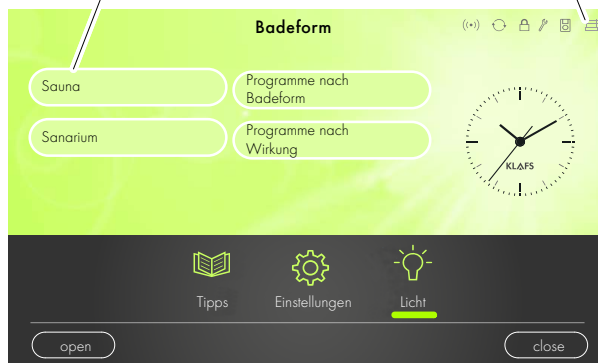 Badeform
Sauna
Programme nach
Badeform
Sanarium
Programme nach
Wirkung
KLAFS
Tipps
Einstellungen
Licht
open
close